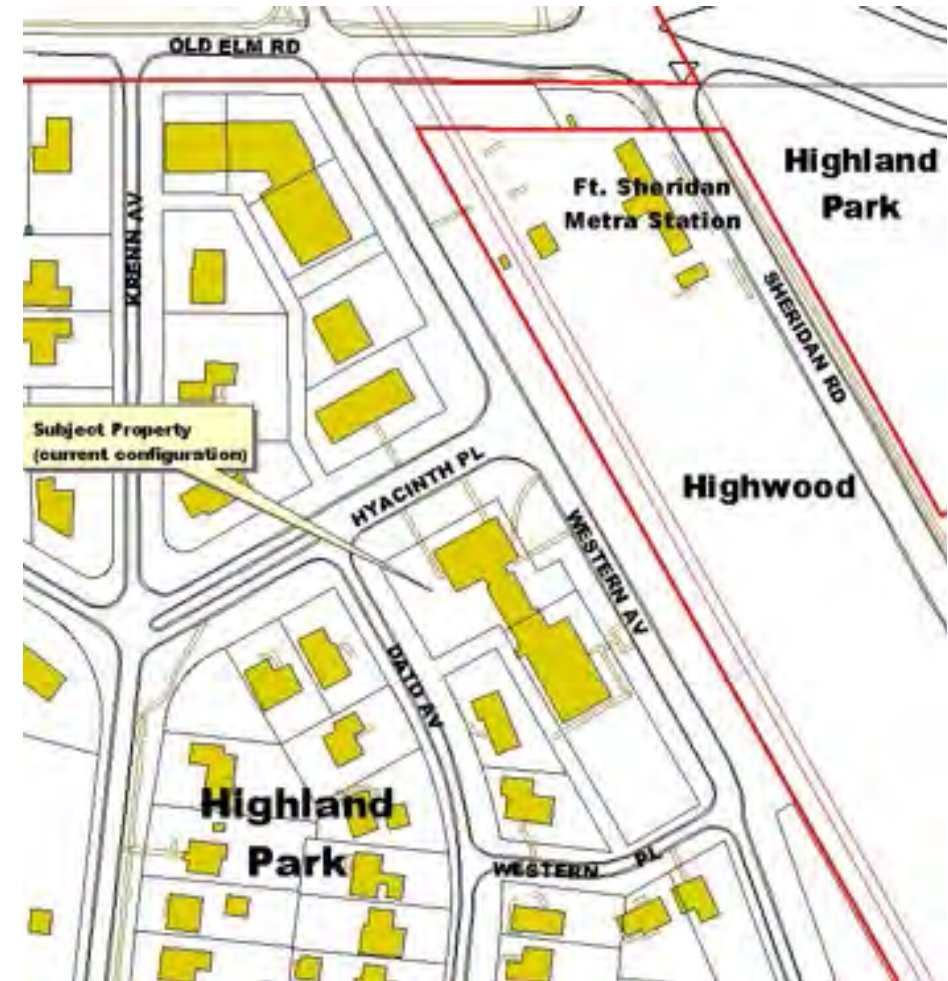 OLD ELM RD
Highland
Park
Ft. Sheridan
Metra Station
KRENN AV
SHERIDAN RD
Subject Property
(current configuration)
HYACINTH PL
Highwood
WESTERN AV
DATO AV
Highland
Park
WESTERN PL